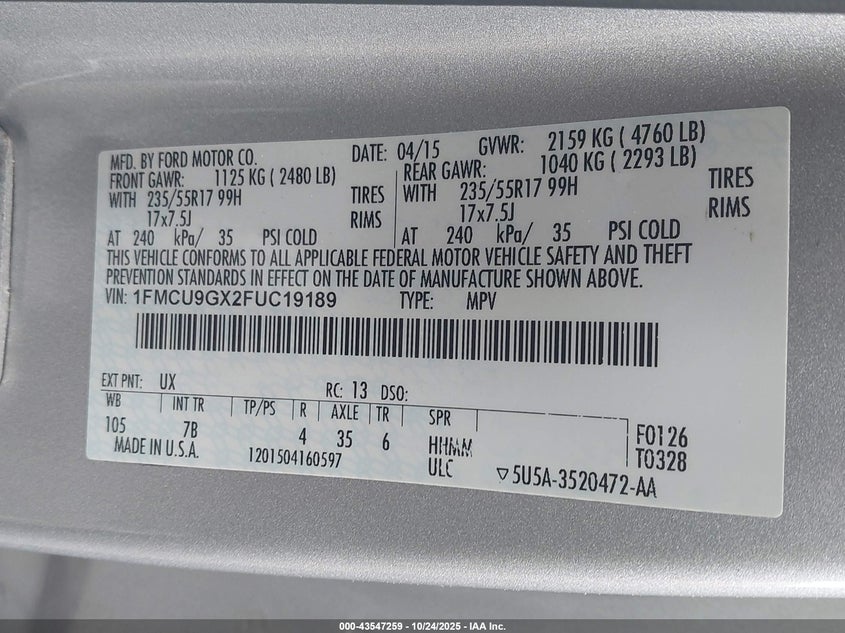 MFD. BY FORD MOTOR CO. DATE: 04/15 GVWR: 2159 KG ( 4760 LB)
FRONT GAWR: 1125 KG ( 2480 LB) REAR GAWR: 1040 KG ( 2293 LB)
WITH 235/55R17 99H TIRES WITH 235/55R17 99H TIRES
17x7.5J RIMS 17x7.5J RIMS
AT 240 kPa/ 35 PSI COLD AT 240 kPa/ 35 PSI COLD
THIS VEHICLE CONFORMS TO ALL APPLICABLE FEDERAL MOTOR VEHICLE SAFETY AND THEFT
PREVENTION STANDARDS IN EFFECT ON THE DATE OF MANUFACTURE SHOWN ABOVE.
VIN: 1FMCU9GX2FUC19189 TYPE: MPV
EXT PNT: UX RC: 13 DSO:
WB INT TR TP/PS R AXLE TR SPR
105 7B 4 35 6 HHMM F0126
MADE IN U.S.A. 1201504160597 ULC T0328
▽5U5A-3520472-AA
000-43547259 - 10/24/2025 - IAA Inc.